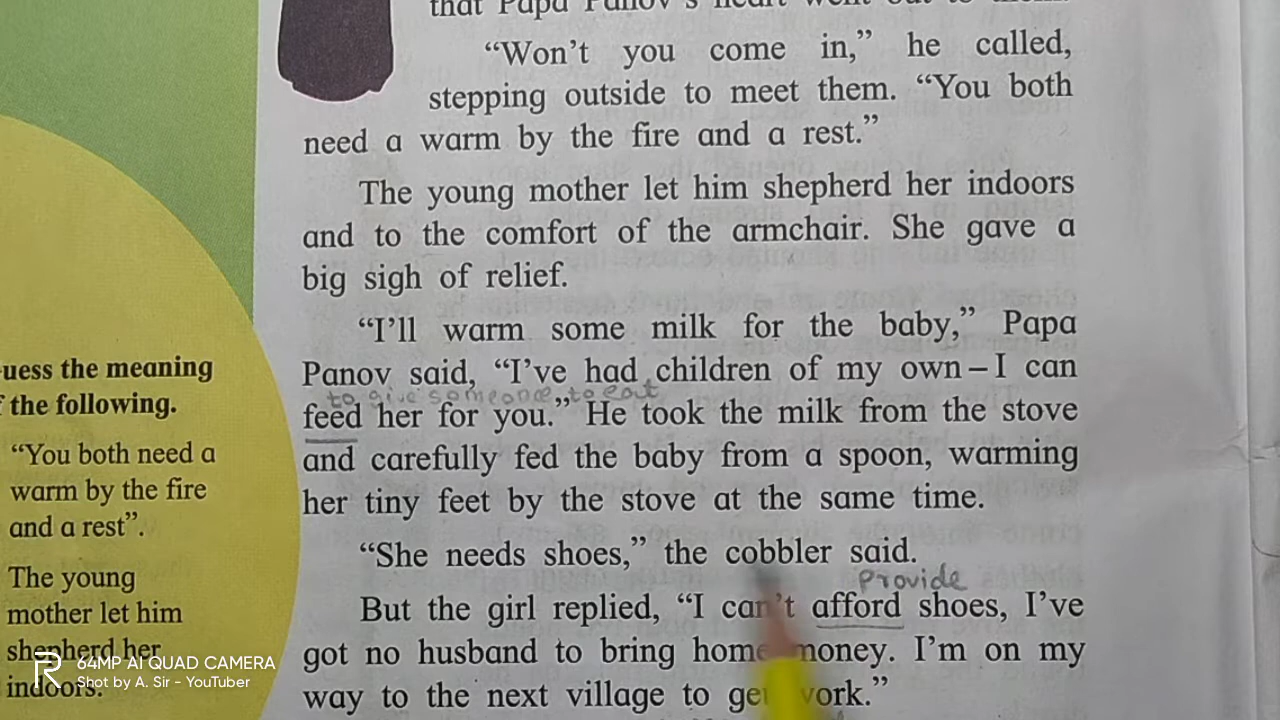 that Papa Panov's heart went out to them.
"Won't you come in," he called,
stepping outside to meet them. "You both
need a warm by the fire and a rest."
The young mother let him shepherd her indoors
and to the comfort of the armchair. She gave a
big sigh of relief.
"I'll warm some milk for the baby," Papa
Panov said, "I've had children of my own – I can
to give someone to eat
feed her for you." He took the milk from the stove
and carefully fed the baby from a spoon, warming
her tiny feet by the stove at the same time.
"She needs shoes," the cobbler said.
provide
But the girl replied, "I can't afford shoes, I've
got no husband to bring home money. I'm on my
way to the next village to get work."
uess the meaning
f the following.
"You both need a
warm by the fire
and a rest".
The young
mother let him
shepherd her
indoors.
64MP AI QUAD CAMERA
Shot by A. Sir - YouTuber